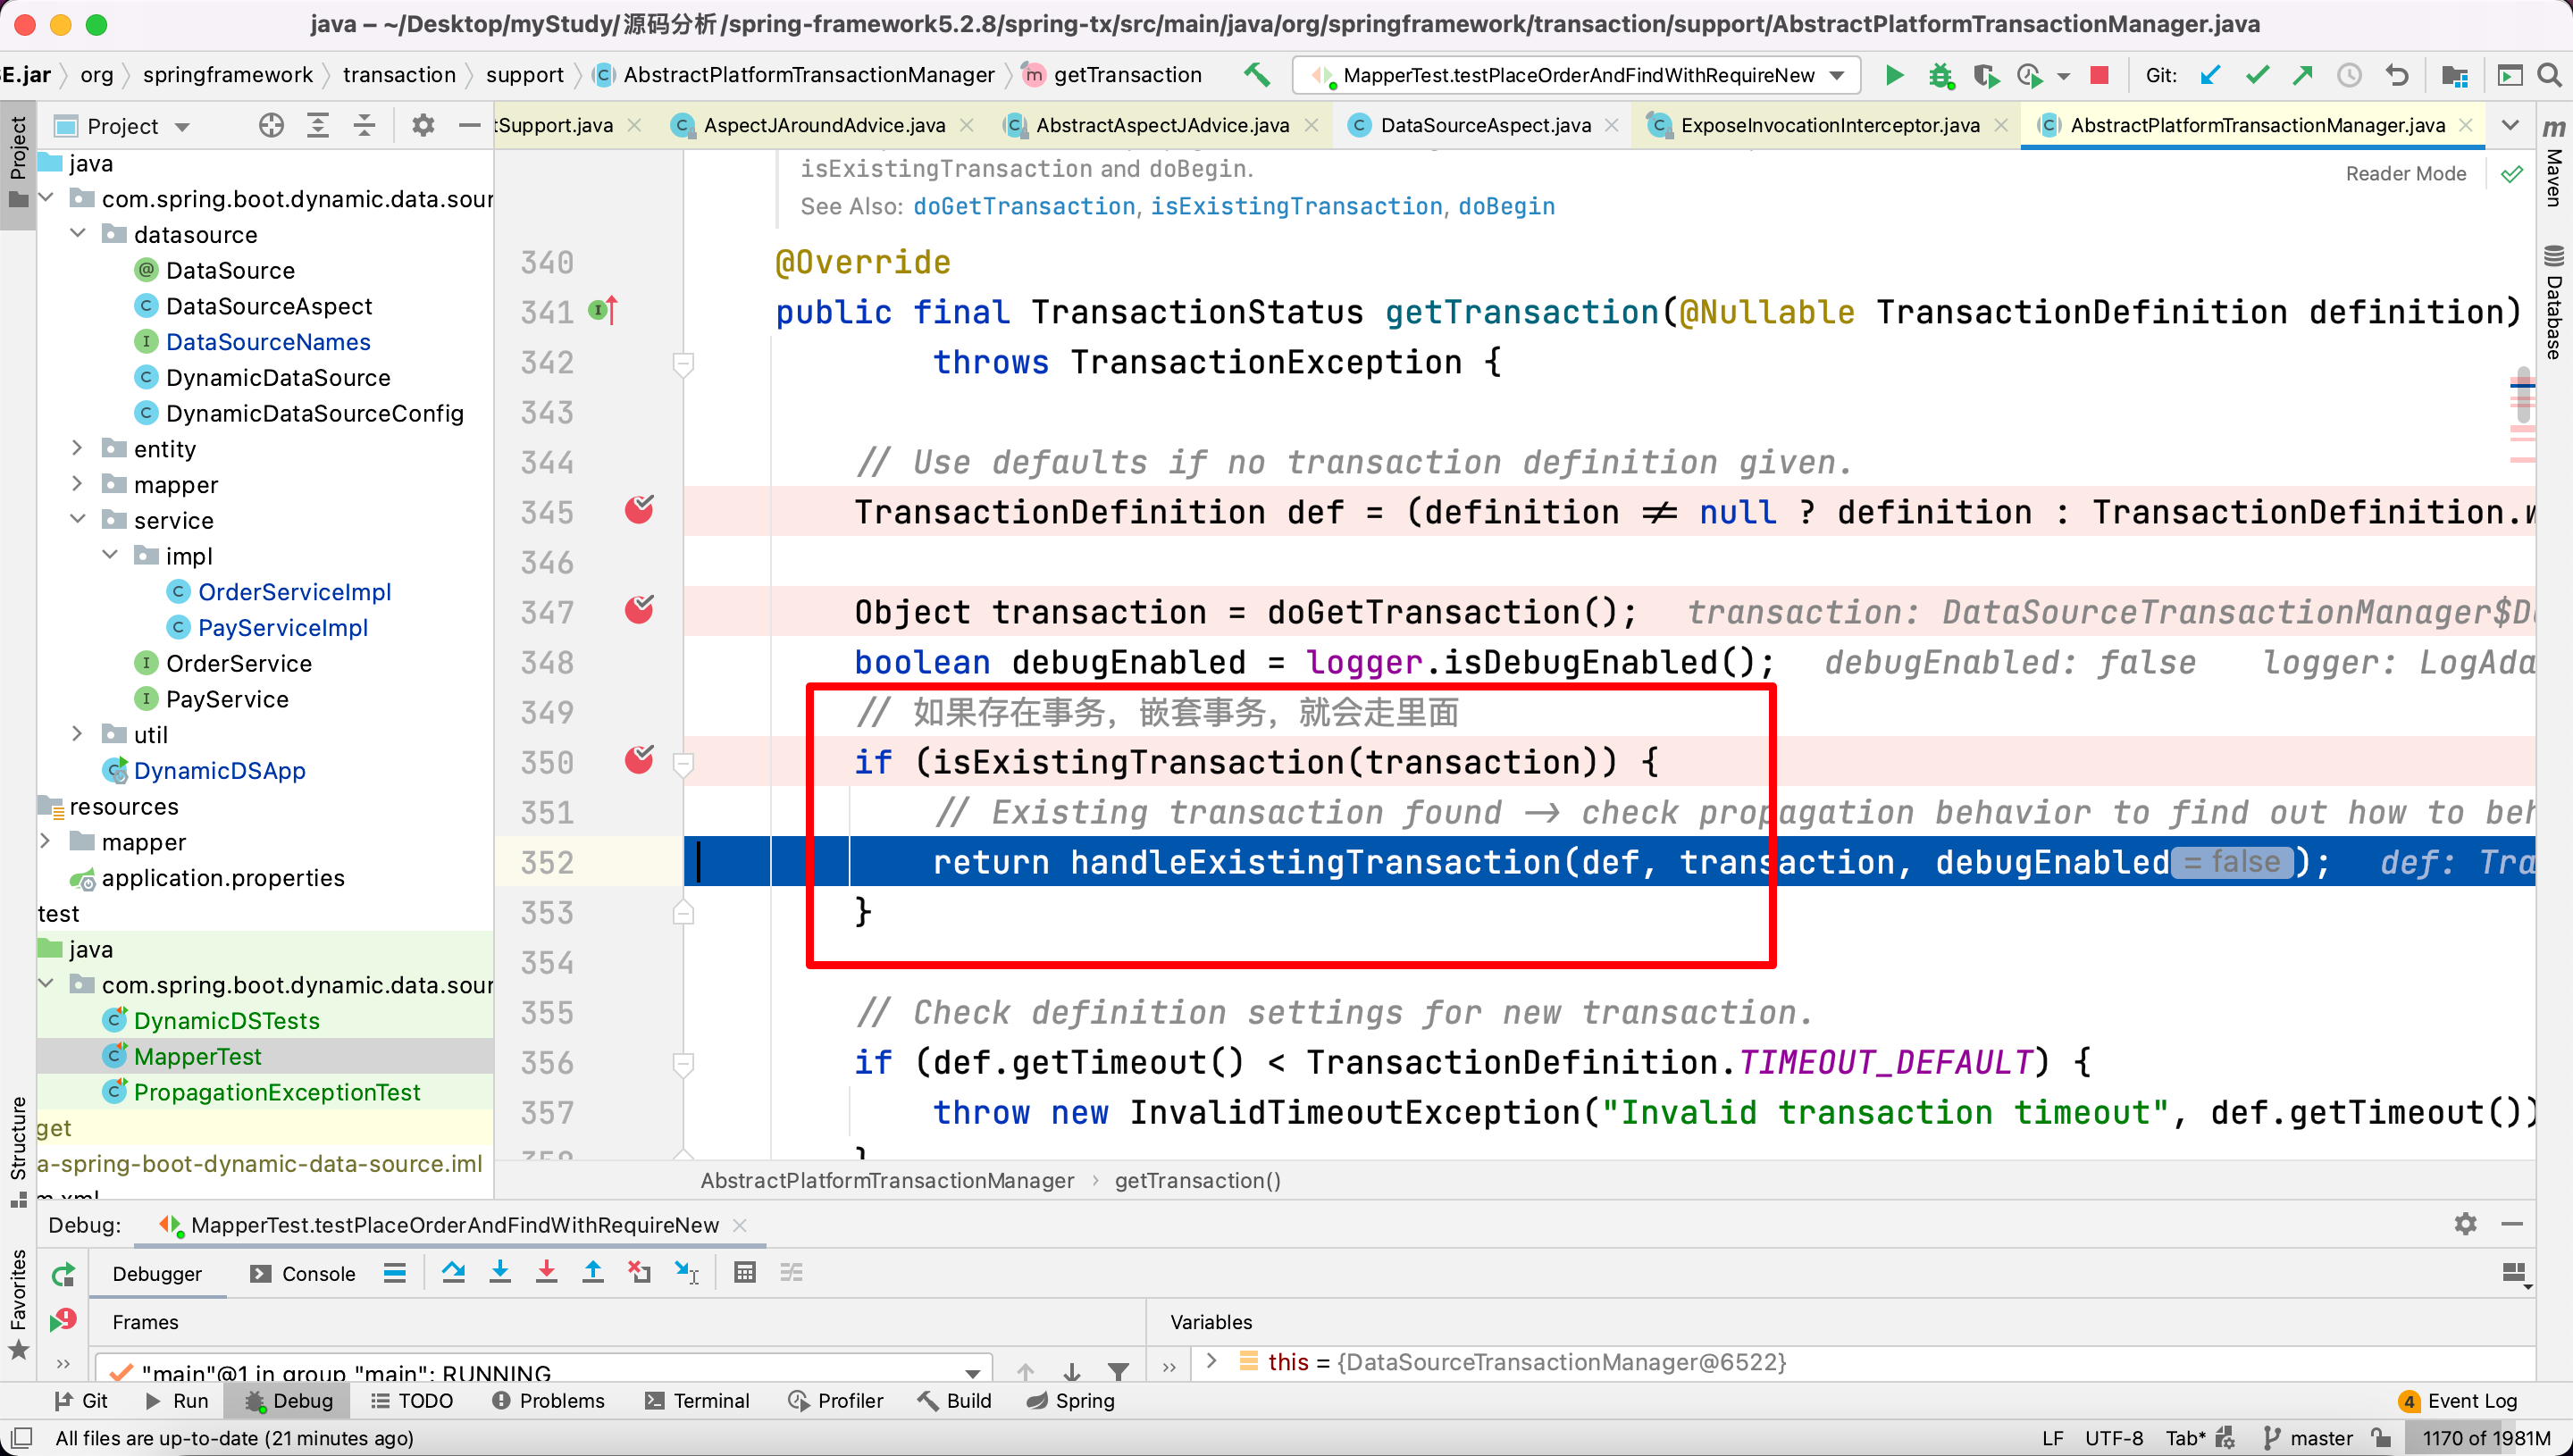 java – ~/Desktop/myStudy/源码分析/spring-framework5.2.8/spring-tx/src/main/java/org/springframework/transaction/support/AbstractPlatformTransactionManager.java
E.jar org springframework transaction support AbstractPlatformTransactionManager getTransaction MapperTest.testPlaceOrderAndFindWithRequireNew Git:
Project
tSupport.java AspectJAroundAdvice.java AbstractAspectJAdvice.java DataSourceAspect.java ExposeInvocationInterceptor.java AbstractPlatformTransactionManager.java
Project
Structure
Favorites
Maven
Database
java
com.spring.boot.dynamic.data.sour
datasource
DataSource
DataSourceAspect
DataSourceNames
DynamicDataSource
DynamicDataSourceConfig
entity
mapper
service
impl
OrderServiceImpl
PayServiceImpl
OrderService
PayService
util
DynamicDSApp
resources
mapper
application.properties
test
java
com.spring.boot.dynamic.data.sour
DynamicDSTests
MapperTest
PropagationExceptionTest
get
a-spring-boot-dynamic-data-source.iml
m.xml
isExistingTransaction and doBegin.
Reader Mode
See Also: doGetTransaction, isExistingTransaction, doBegin
340 @Override
341 public final TransactionStatus getTransaction(@Nullable TransactionDefinition definition)
342 throws TransactionException {
343
344 // Use defaults if no transaction definition given.
345 TransactionDefinition def = (definition ≠ null ? definition : TransactionDefinition.w
346
347 Object transaction = doGetTransaction(); transaction: DataSourceTransactionManager$Da
348 boolean debugEnabled = logger.isDebugEnabled(); debugEnabled: false logger: LogAda
349 // 如果存在事务，嵌套事务，就会走里面
350 if (isExistingTransaction(transaction)) {
351 // Existing transaction found → check propagation behavior to find out how to beh
352 return handleExistingTransaction(def, transaction, debugEnabled = false ); def: Tra
353 }
354
355 // Check definition settings for new transaction.
356 if (def.getTimeout() < TransactionDefinition.TIMEOUT_DEFAULT) {
357 throw new InvalidTimeoutException("Invalid transaction timeout", def.getTimeout())
358 }
AbstractPlatformTransactionManager › getTransaction()
Debug: MapperTest.testPlaceOrderAndFindWithRequireNew
Debugger Console
Frames
Variables
"main"@1 in group "main": RUNNING
this = {DataSourceTransactionManager@6522}
Git Run Debug TODO Problems Terminal Profiler Build Spring 4 Event Log
All files are up-to-date (21 minutes ago) LF UTF-8 Tab* master 1170 of 1981M